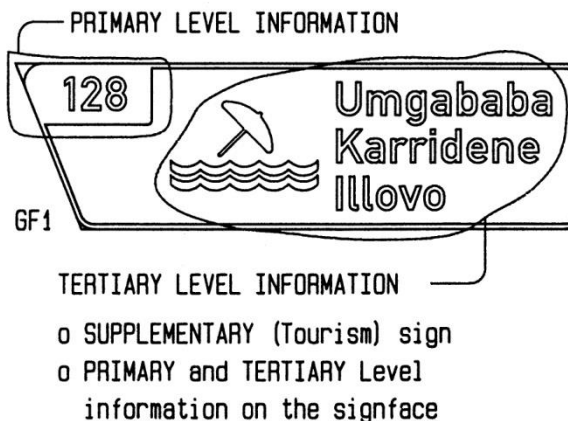 PRIMARY LEVEL INFORMATION
128
Umgababa
Karridene
Illovo
GF1
TERTIARY LEVEL INFORMATION
o SUPPLEMENTARY (Tourism) sign
o PRIMARY and TERTIARY Level
information on the signface